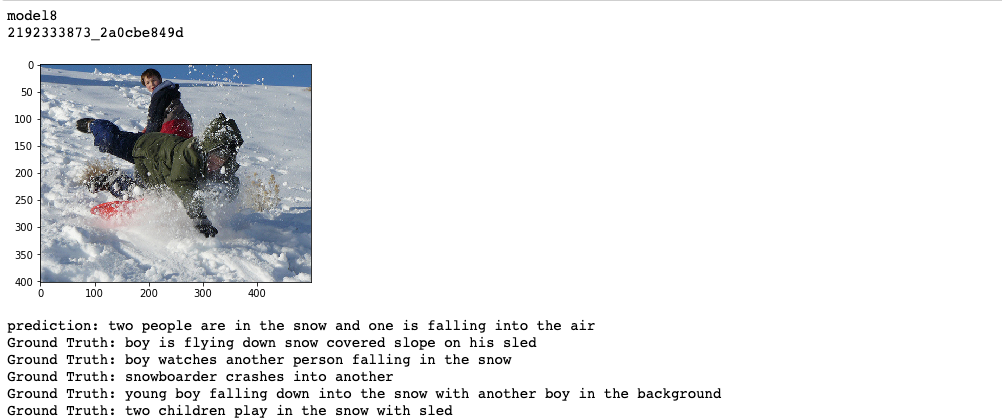 model8
2192333873_2a0cbe849d
0
50
100
150
200
250
300
350
400
0 100 200 300 400
prediction: two people are in the snow and one is falling into the air
Ground Truth: boy is flying down snow covered slope on his sled
Ground Truth: boy watches another person falling in the snow
Ground Truth: snowboarder crashes into another
Ground Truth: young boy falling down into the snow with another boy in the background
Ground Truth: two children play in the snow with sled